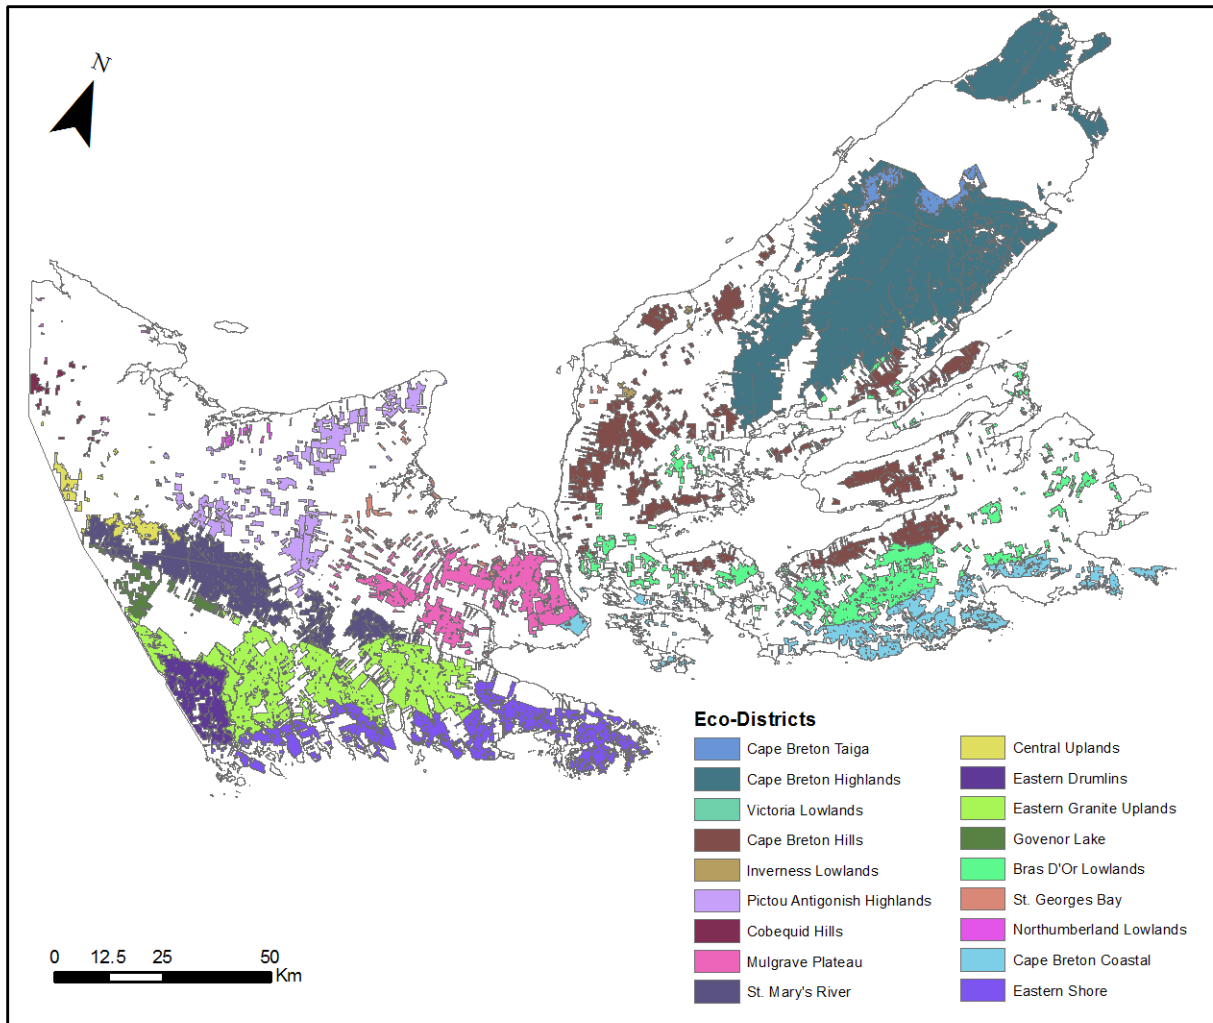 N
Eco-Districts
Cape Breton Taiga
Cape Breton Highlands
Victoria Lowlands
Cape Breton Hills
Inverness Lowlands
Pictou Antigonish Highlands
Cobequid Hills
Mulgrave Plateau
St. Mary's River
Central Uplands
Eastern Drumlins
Eastern Granite Uplands
Govenor Lake
Bras D'Or Lowlands
St. Georges Bay
Northumberland Lowlands
Cape Breton Coastal
Eastern Shore
0 12.5 25 50
Km